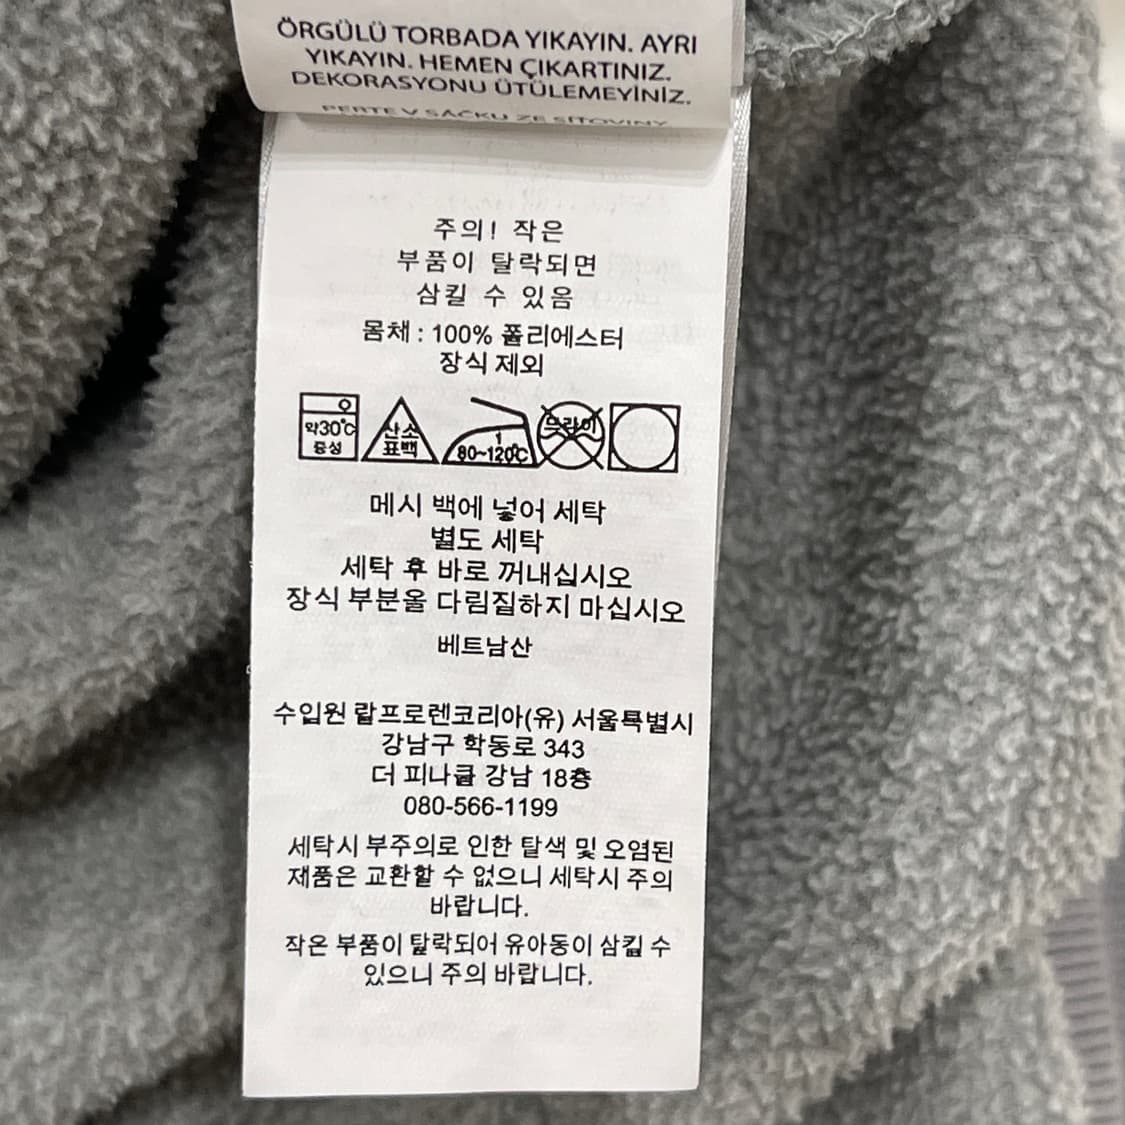 ÖRGÜLÜ TORBADA YIKAYIN. AYRI
YIKAYIN. HEMEN ÇIKARTINIZ.
DEKORASYONU ÜTÜLEMEYİNİZ.
PERTE V SÁČKU ZE SÍŤOVINY
주의! 작은
부품이 탈락되면
삼킬 수 있음
몸채 : 100% 폴리에스터
장식 제외
약30℃
중성
산소
표백
1
80~120℃
드라이
메시 백에 넣어 세탁
별도 세탁
세탁 후 바로 꺼내십시오
장식 부분울 다림질하지 마십시오
베트남산
수입원 랄프로렌코리아(유) 서울특별시
강남구 학동로 343
더 피나클 강남 18층
080-566-1199
세탁시 부주의로 인한 탈색 및 오염된
재품은 교환할 수 없으니 세탁시 주의
바랍니다.
작은 부품이 탈락되어 유아동이 삼킬 수
있으니 주의 바랍니다.